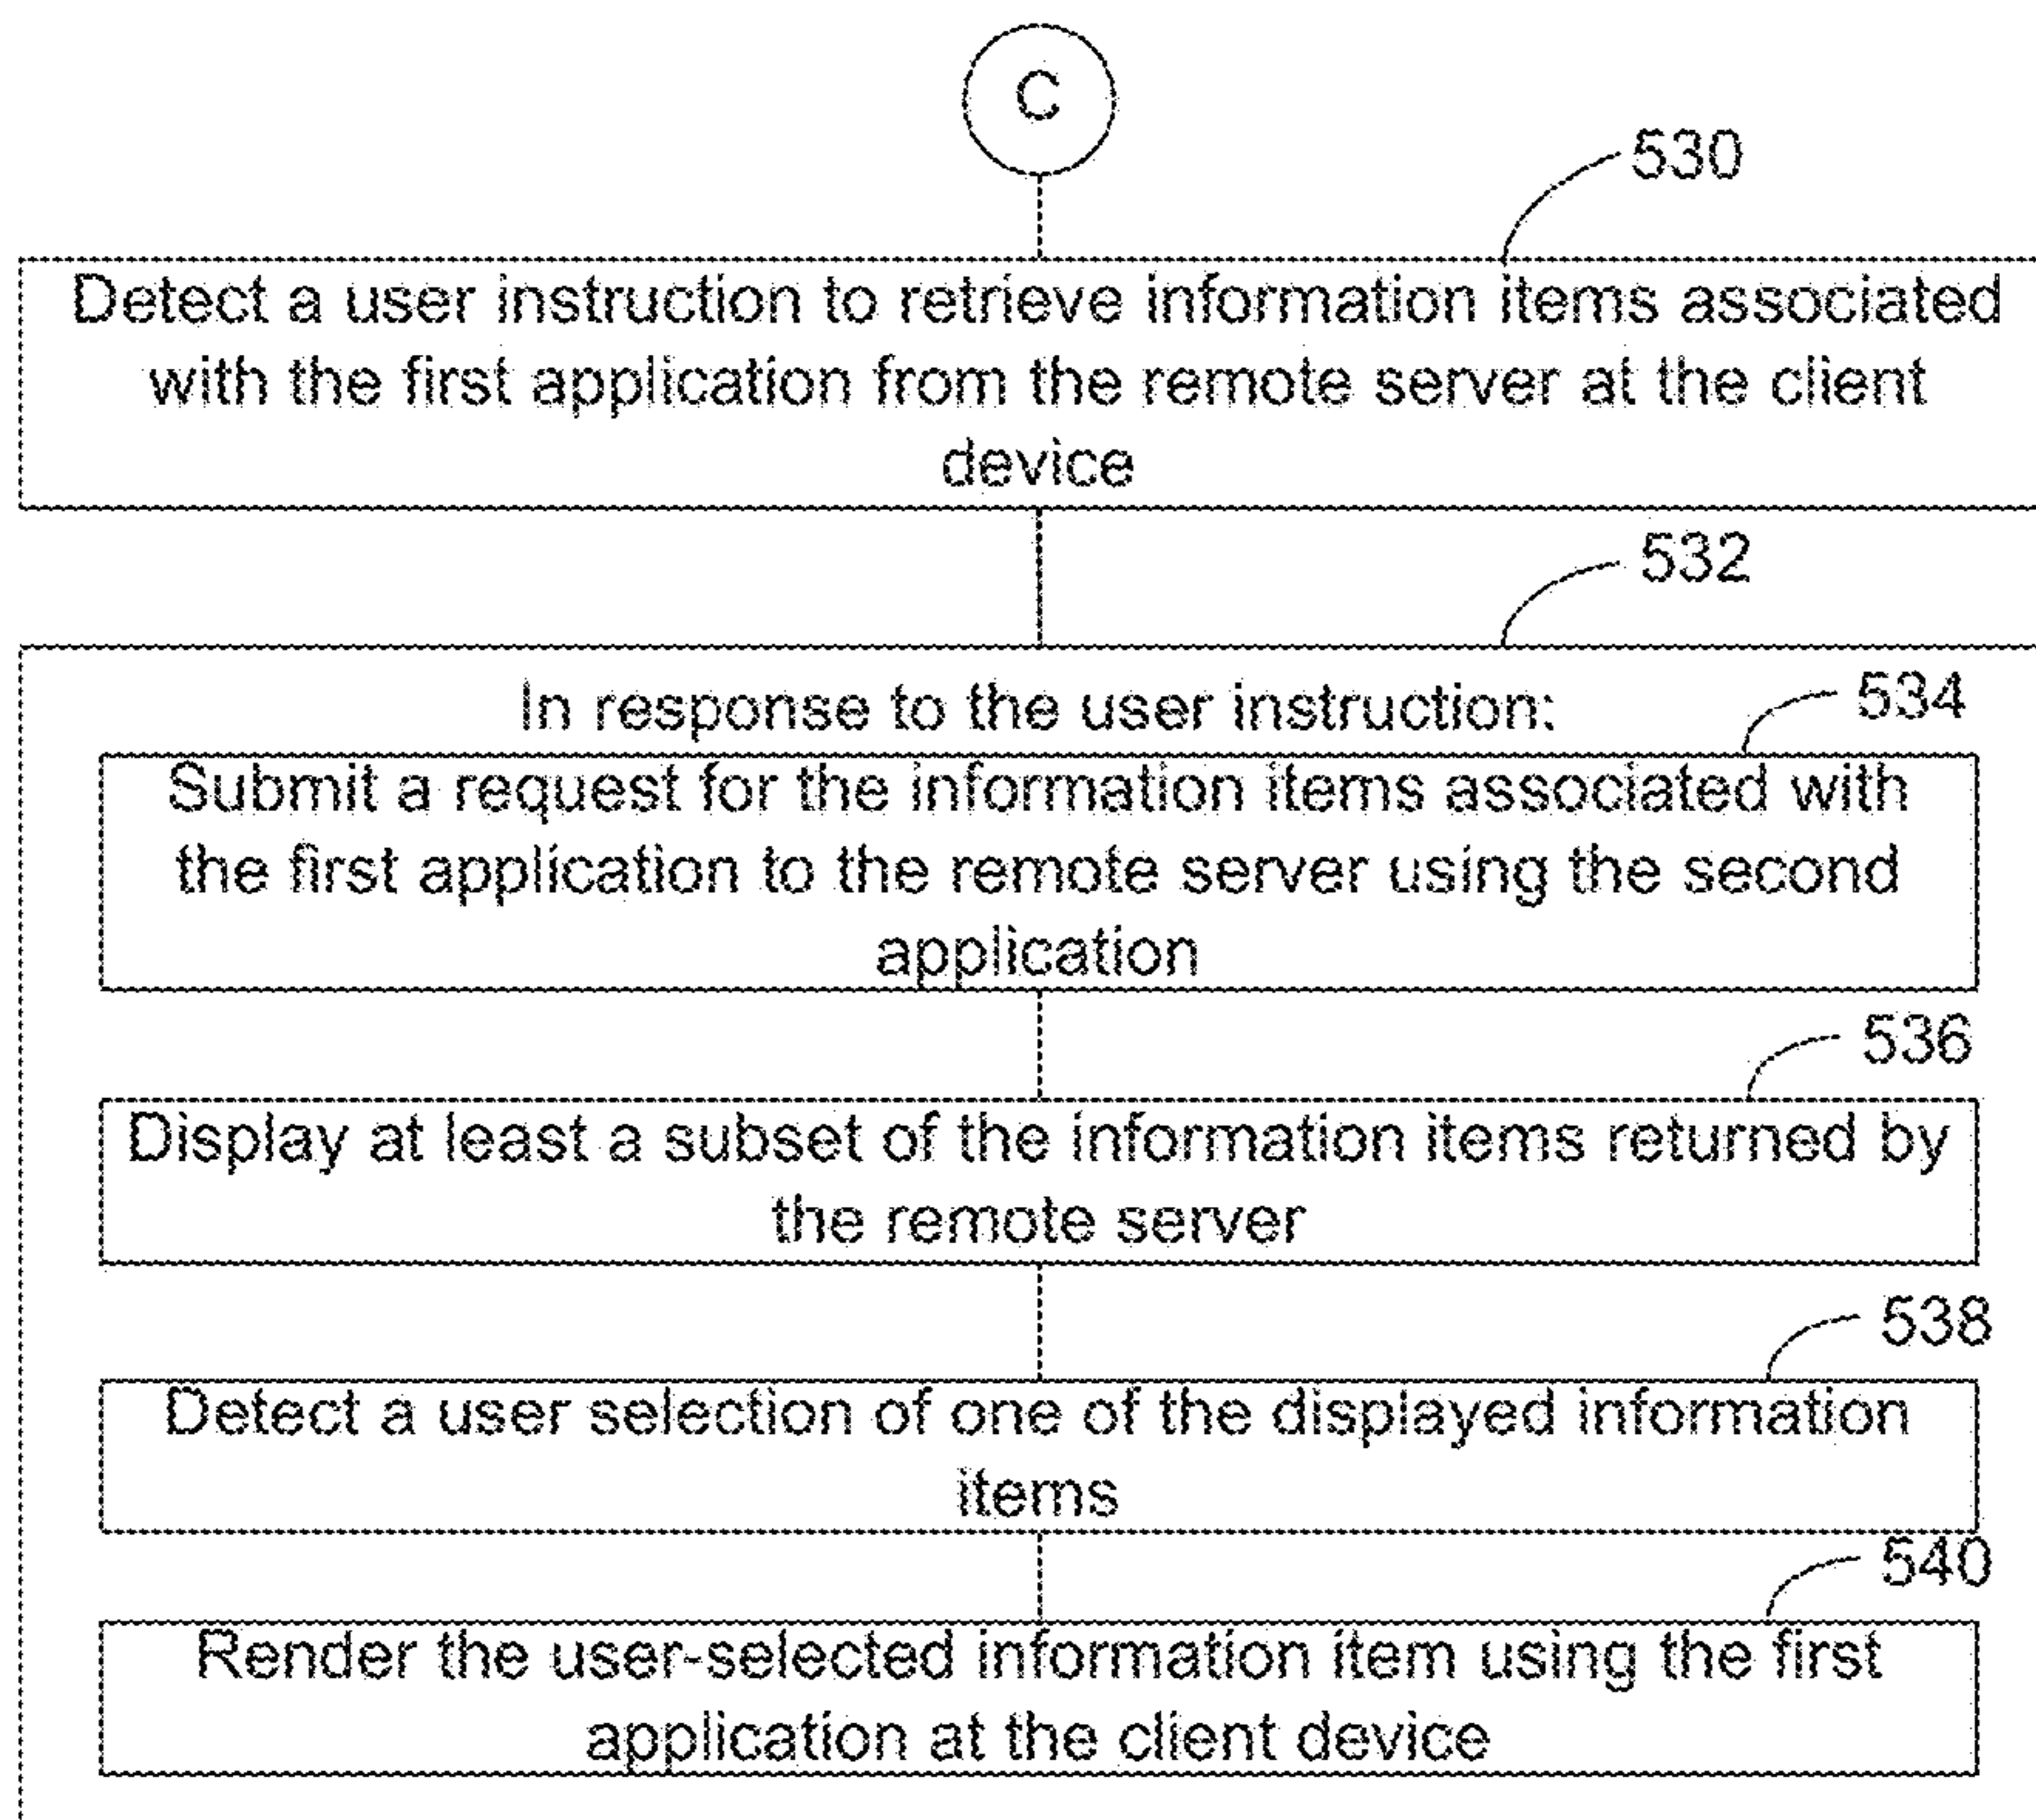 C
530
Detect a user instruction to retrieve information items associated
with the first application from the remote server at the client
device
532
In response to the user instruction:
534
Submit a request for the information items associated with
the first application to the remote server using the second
application
536
Display at least a subset of the information items returned by
the remote server
538
Detect a user selection of one of the displayed information
items
540
Render the user-selected information item using the first
application at the client device